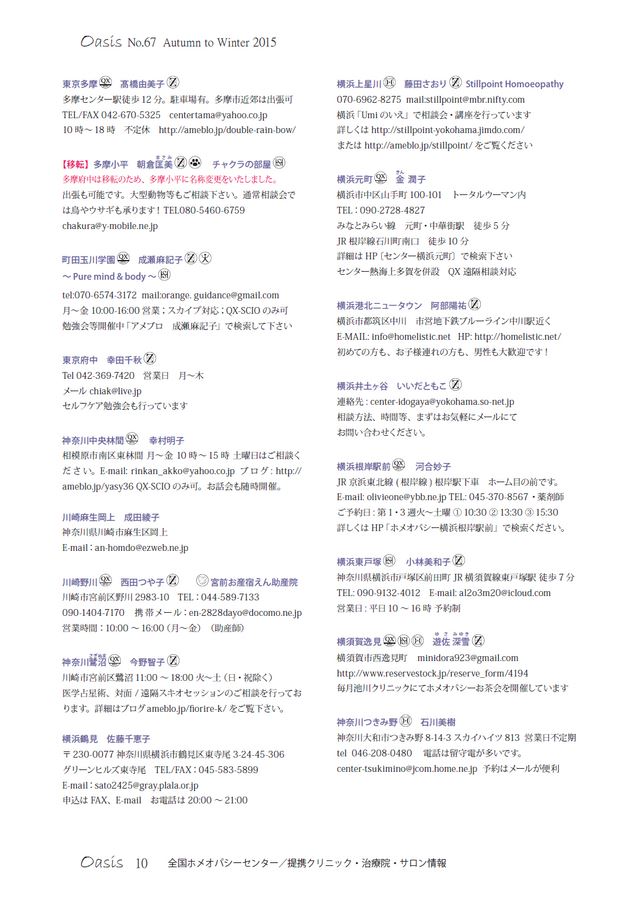 Oasis No.67 Autumn to Winter 2015
東京多摩 髙橋由美子
多摩センター駅徒歩 12 分。駐車場有。多摩市近郊は出張可
TEL/FAX 042-670-5325 centertama@yahoo.co.jp
10 時〜 18 時 不定休 http://ameblo.jp/double-rain-bow/
【移転】多摩小平 朝倉匡美 チャクラの部屋
まさみ
多摩府中は移転のため、多摩小平に名称変更をいたしました。
出張も可能です。大型動物等もご相談下さい。通常相談会で
は鳥やウサギも承ります！TEL080-5460-6759
chakura@y-mobile.ne.jp
町田玉川学園 成瀬麻記子
〜 Pure mind & body 〜
tel:070-6574-3172 mail:orange. guidance@gmail.com
月〜金 10:00-16:00 営業；スカイプ対応；QX-SCIO のみ可
勉強会等開催中「アメブロ 成瀬麻記子」で検索して下さい
東京府中 幸田千秋
Tel 042-369-7420 営業日 月〜木
メール chiak@live.jp
セルフケア勉強会も行っています
神奈川中央林間 幸村明子
相模原市南区東林間 月〜金 10 時〜 15 時 土曜日はご相談く
ださい。E-mail: rinkan_akko@yahoo.co.jp ブログ: http://
ameblo.jp/yasy36 QX-SCIO のみ可。お話会も随時開催。
川崎麻生岡上 成田綾子
神奈川県川崎市麻生区岡上
E-mail：an-homdo@ezweb.ne.jp
川崎野川 西田つや子 宮前お産宿えん助産院
川崎市宮前区野川 2983-10 TEL：044-589-7133
090-1404-7170 携帯メール：en-2828dayo@docomo.ne.jp
営業時間：10:00 〜 16:00（月〜金）（助産師）
神奈川鷺沼 今野智子
さぎぬま
川崎市宮前区鷺沼 11:00 〜 18:00 火〜土（日・祝除く）
医学占星術、対面 / 遠隔スキオセッションのご相談を行ってお
ります。詳細はブログ ameblo.jp/fiorire-k/ をご覧下さい。
横浜鶴見 佐藤千恵子
〒 230-0077 神奈川県横浜市鶴見区東寺尾 3-24-45-306
グリーンヒルズ東寺尾 TEL/FAX：045-583-5899
E-mail：sato2425@gray.plala.or.jp
申込は FAX、E-mail お電話は 20:00 〜 21:00
横浜上星川 藤田さおり Stillpoint Homoeopathy
070-6962-8275 mail:stillpoint@mbr.nifty.com
横浜「Umi のいえ」で相談会・講座を行っています
詳しくは http://stillpoint-yokohama.jimdo.com/
または http://ameblo.jp/stillpoint/ をご覧ください
横浜元町 金 潤子
きん
横浜市中区山手町 100-101 トータルウーマン内
TEL：090-2728-4827
みなとみらい線 元町・中華街駅 徒歩 5 分
JR 根岸線石川町南口 徒歩 10 分
詳細は HP〔センター横浜元町〕で検索下さい
センター熱海上多賀を併設 QX 遠隔相談対応
横浜港北ニュータウン 阿部陽祐
横浜市都筑区中川 市営地下鉄ブルーライン中川駅近く
E-MAIL: info@homelistic.net HP: http://homelistic.net/
初めての方も、お子様連れの方も、男性も大歓迎です！
横浜井土ヶ谷 いいだともこ
連絡先 : center-idogaya@yokohama.so-net.jp
相談方法、時間等、まずはお気軽にメールにて
お問い合わせください。
横浜根岸駅前 河合妙子
JR 京浜東北線 ( 根岸線 ) 根岸駅下車 ホーム目の前です。
E-mail: olivieone@ybb.ne.jp TEL: 045-370-8567・薬剤師
ご予約日 : 第 1・3 週火〜土曜 ① 10:30 ② 13:30 ③ 15:30
詳しくは HP「ホメオパシー横浜根岸駅前」で検索ください。
横浜東戸塚 小林美和子
神奈川県横浜市戸塚区前田町 JR 横須賀線東戸塚駅 徒歩 7 分
TEL: 090-9132-4012 E-mail: al2o3m20@icloud.com
営業日 : 平日 10 〜 16 時 予約制
横須賀逸見 遊佐 深雪
ゆさ みゆき
横須賀市西逸見町 minidora923@gmail.com
http://www.reservestock.jp/reserve_form/4194
毎月池川クリニックにてホメオパシーお茶会を開催しています
神奈川つきみ野 石川美樹
神奈川大和市つきみ野 8-14-3 スカイハイツ 813 営業日不定期
tel 046-208-0480 電話は留守電が多いです。
center-tsukimino@jcom.home.ne.jp 予約はメールが便利
Oasis 10 全国ホメオパシーセンター／提携クリニック・治療院・サロン情報